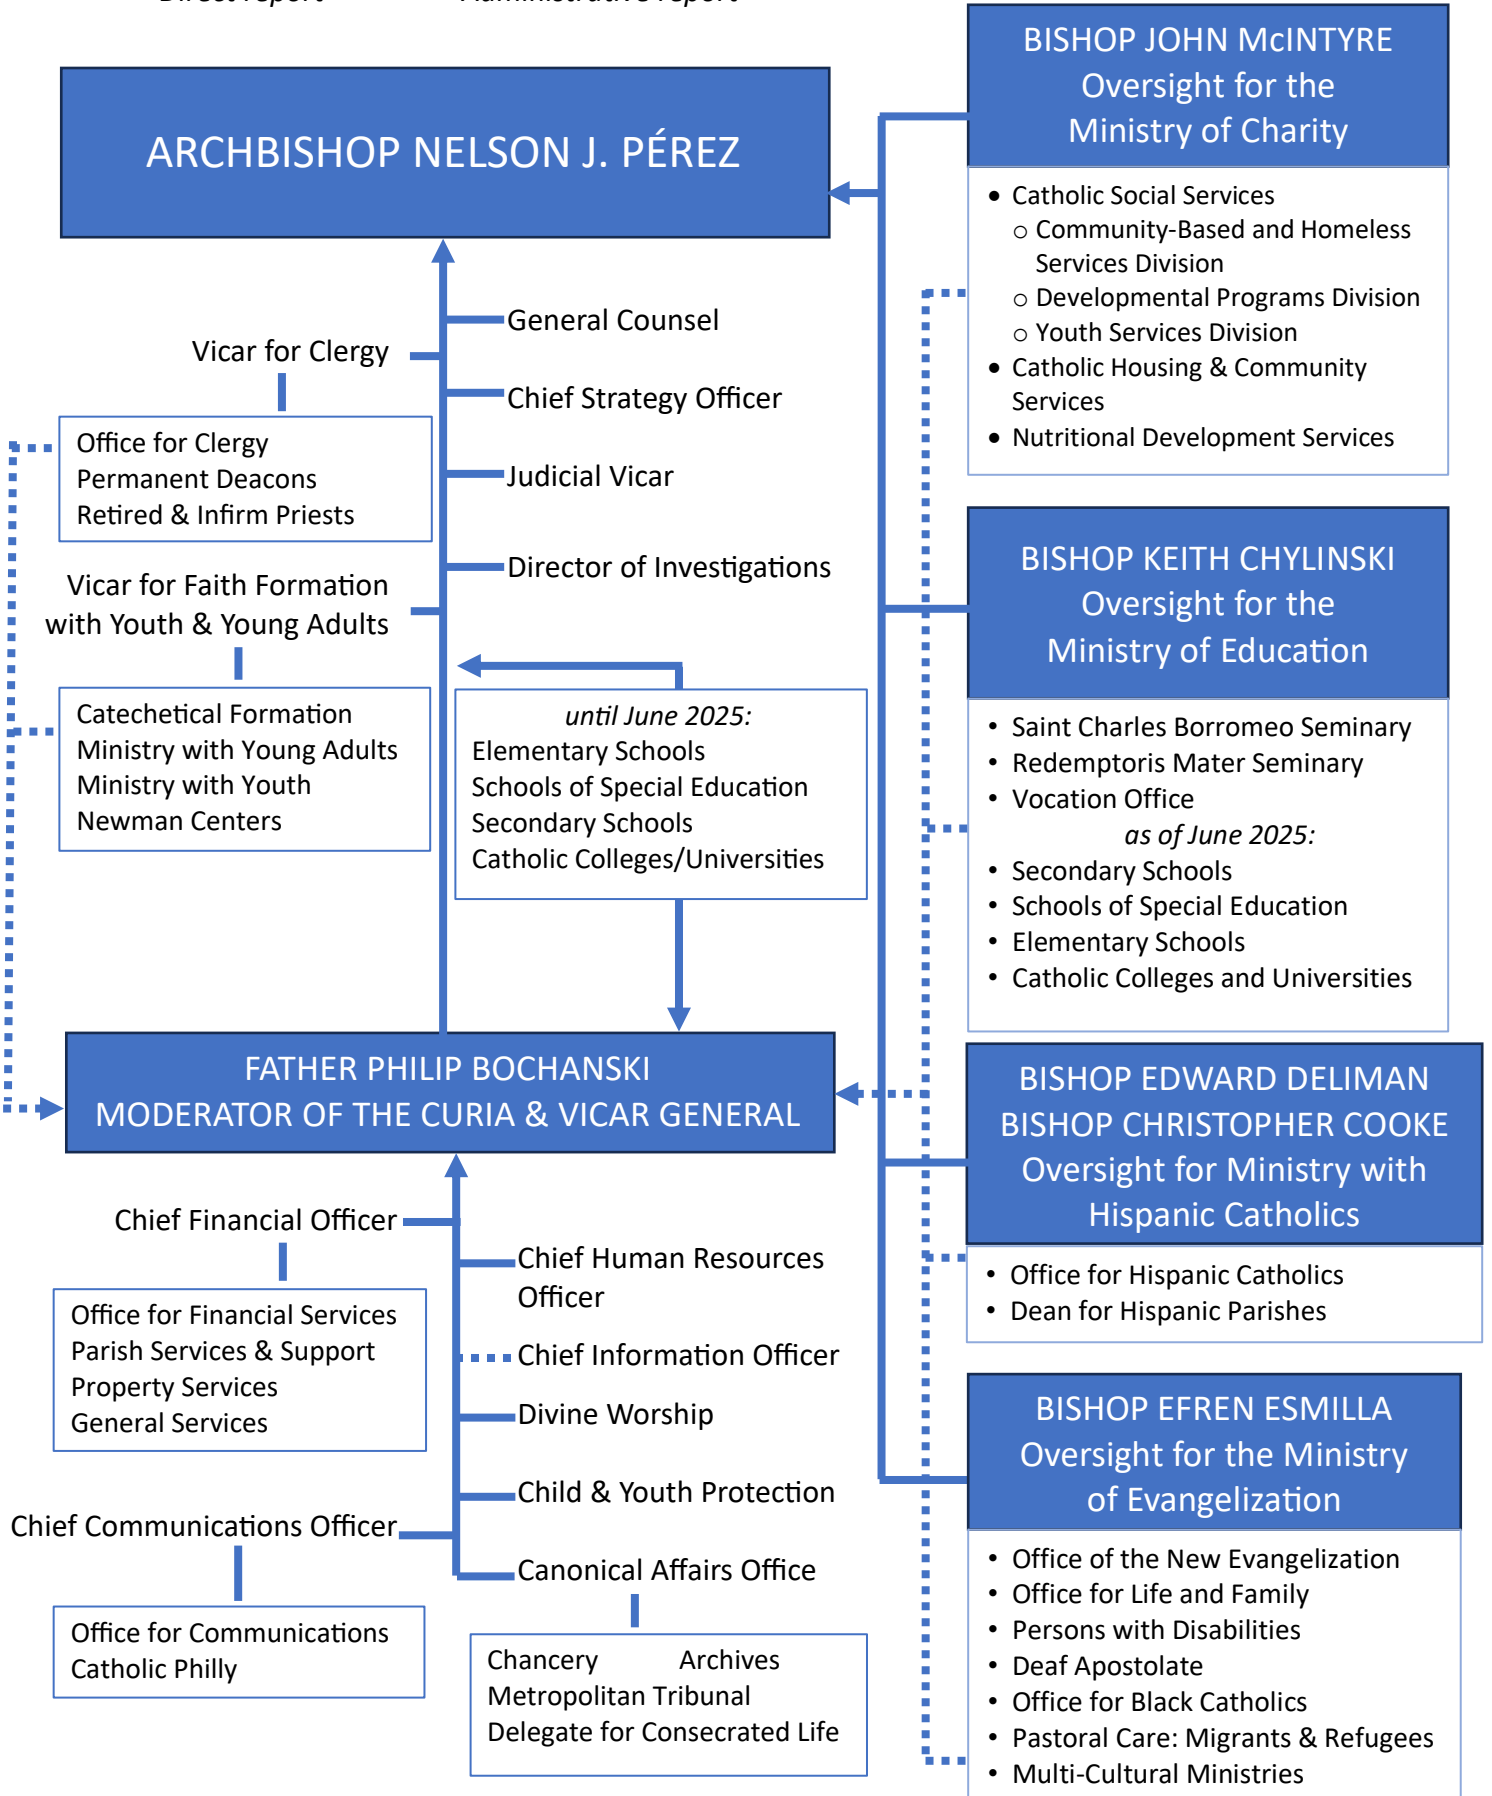 Direct report
Administrative report
ARCHBISHOP NELSON J. PÉREZ
General Counsel
Vicar for Clergy
Chief Strategy Officer
Office for Clergy
Permanent Deacons
Retired & Infirm Priests
Judicial Vicar
Director of Investigations
Vicar for Faith Formation
with Youth & Young Adults
Catechetical Formation
Ministry with Young Adults
Ministry with Youth
Newman Centers
until June 2025:
Elementary Schools
Schools of Special Education
Secondary Schools
Catholic Colleges/Universities
FATHER PHILIP BOCHANSKI
MODERATOR OF THE CURIA & VICAR GENERAL
Chief Financial Officer
Office for Financial Services
Parish Services & Support
Property Services
General Services
Chief Human Resources
Officer
Chief Information Officer
Divine Worship
Child & Youth Protection
Chief Communications Officer
Office for Communications
Catholic Philly
Canonical Affairs Office
Chancery Archives
Metropolitan Tribunal
Delegate for Consecrated Life
BISHOP JOHN McINTYRE
Oversight for the
Ministry of Charity
• Catholic Social Services
o Community-Based and Homeless
Services Division
o Developmental Programs Division
o Youth Services Division
• Catholic Housing & Community
Services
• Nutritional Development Services
BISHOP KEITH CHYLINSKI
Oversight for the
Ministry of Education
• Saint Charles Borromeo Seminary
• Redemptoris Mater Seminary
• Vocation Office
as of June 2025:
• Secondary Schools
• Schools of Special Education
• Elementary Schools
• Catholic Colleges and Universities
BISHOP EDWARD DELIMAN
BISHOP CHRISTOPHER COOKE
Oversight for Ministry with
Hispanic Catholics
• Office for Hispanic Catholics
• Dean for Hispanic Parishes
BISHOP EFREN ESMILLA
Oversight for the Ministry
of Evangelization
• Office of the New Evangelization
• Office for Life and Family
• Persons with Disabilities
• Deaf Apostolate
• Office for Black Catholics
• Pastoral Care: Migrants & Refugees
• Multi-Cultural Ministries